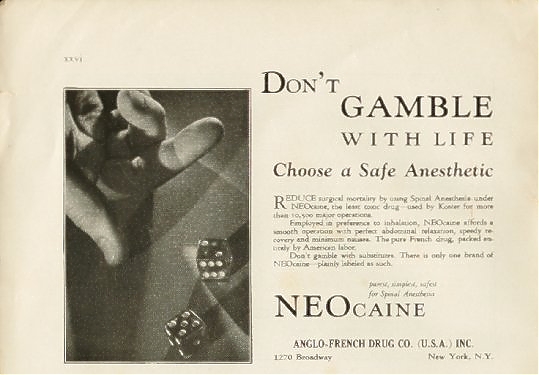 XXVI
DON'T
GAMBLE
WITH LIFE
Choose a Safe Anesthetic
REDUCE surgical mortality by using Spinal Anesthesia under
NEOcaine, the least toxic drug—used by Koster for more
than 10,500 major operations.
Employed in preference to inhalation, NEOcaine affords a
smooth operation with perfect abdominal relaxation, speedy re-
covery and minimum nausea. The pure French drug, packed en-
tirely by American labor.
Don't gamble with substitutes. There is only one brand of
NEOcaine—plainly labeled as such.
purest, simplest, safest
for Spinal Anesthesia
NEOCAINE
ANGLO-FRENCH DRUG CO. (U.S.A.) INC.
1270 Broadway New York, N.Y.